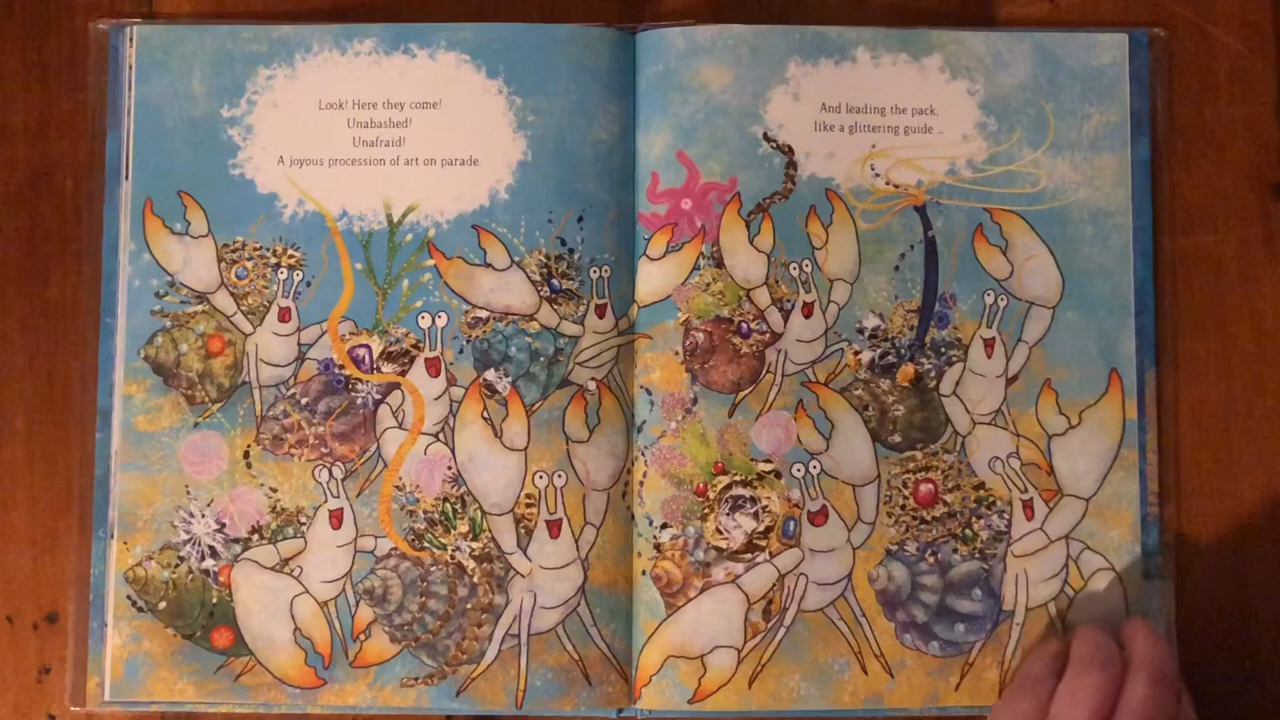 Look! Here they come!
Unabashed!
Unafraid!
A joyous procession of art on parade.
And leading the pack,
like a glittering guide ...